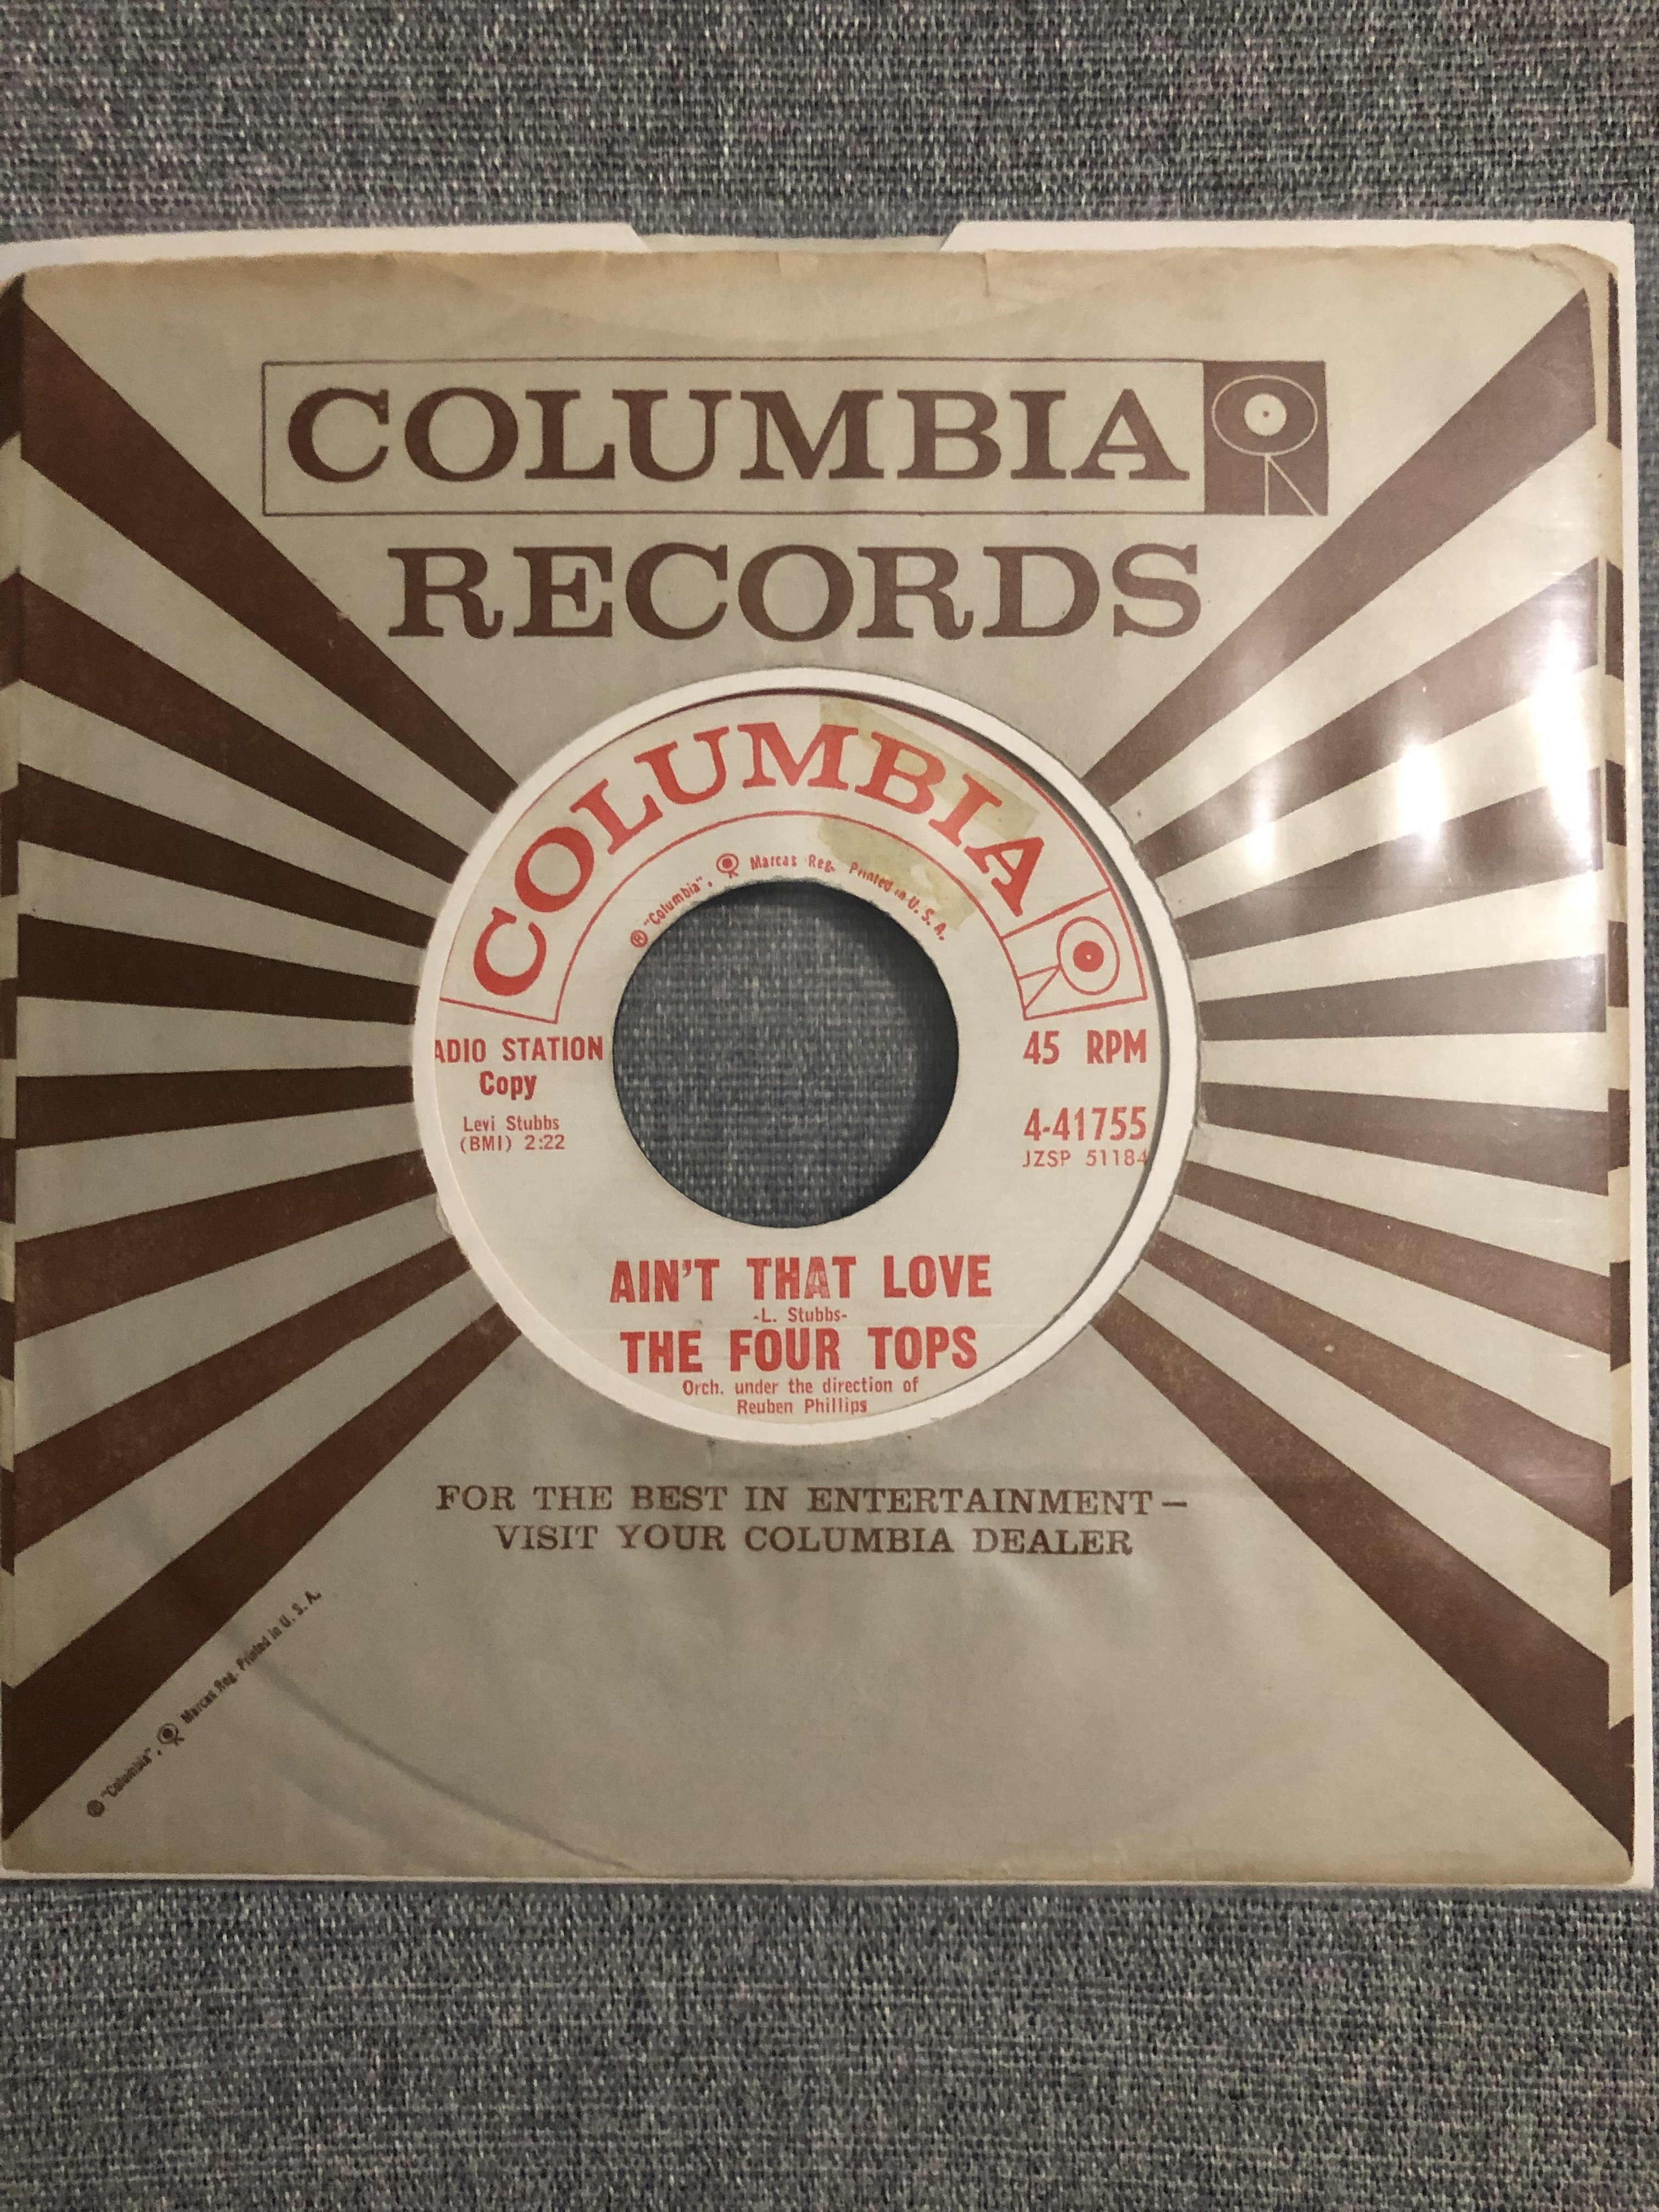 COLUMBIA
RECORDS
COLUMBIA
Ⓡ "Columbia", Marcas Reg. Printed in U. S. A.
ADIO STATION
Copy
Levi Stubbs
(BMI) 2:22
45 RPM
4-41755
JZSP 51184
AIN'T THAT LOVE
-L. Stubbs-
THE FOUR TOPS
Orch. under the direction of
Reuben Phillips
FOR THE BEST IN ENTERTAINMENT—
VISIT YOUR COLUMBIA DEALER
Ⓡ "Columbia", Marcas Reg. Printed in U. S. A.